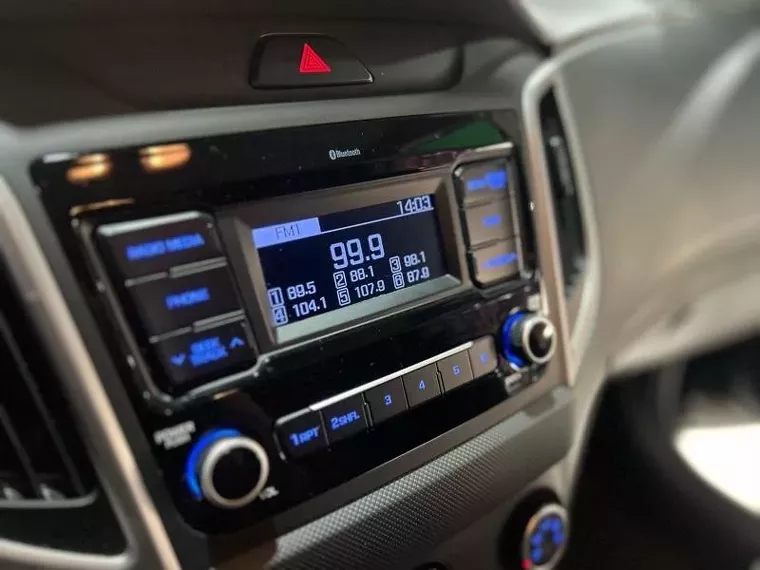 Bluetooth
RADIO MEDIA
PHONE
SEEK
TRACK
FM1 14:03
99.9
1 89.5 2 88.1 3 98.1
4 104.1 5 107.9 6 87.9
1 RPT 2 SHFL 3 4 5 6
POWER
VOL